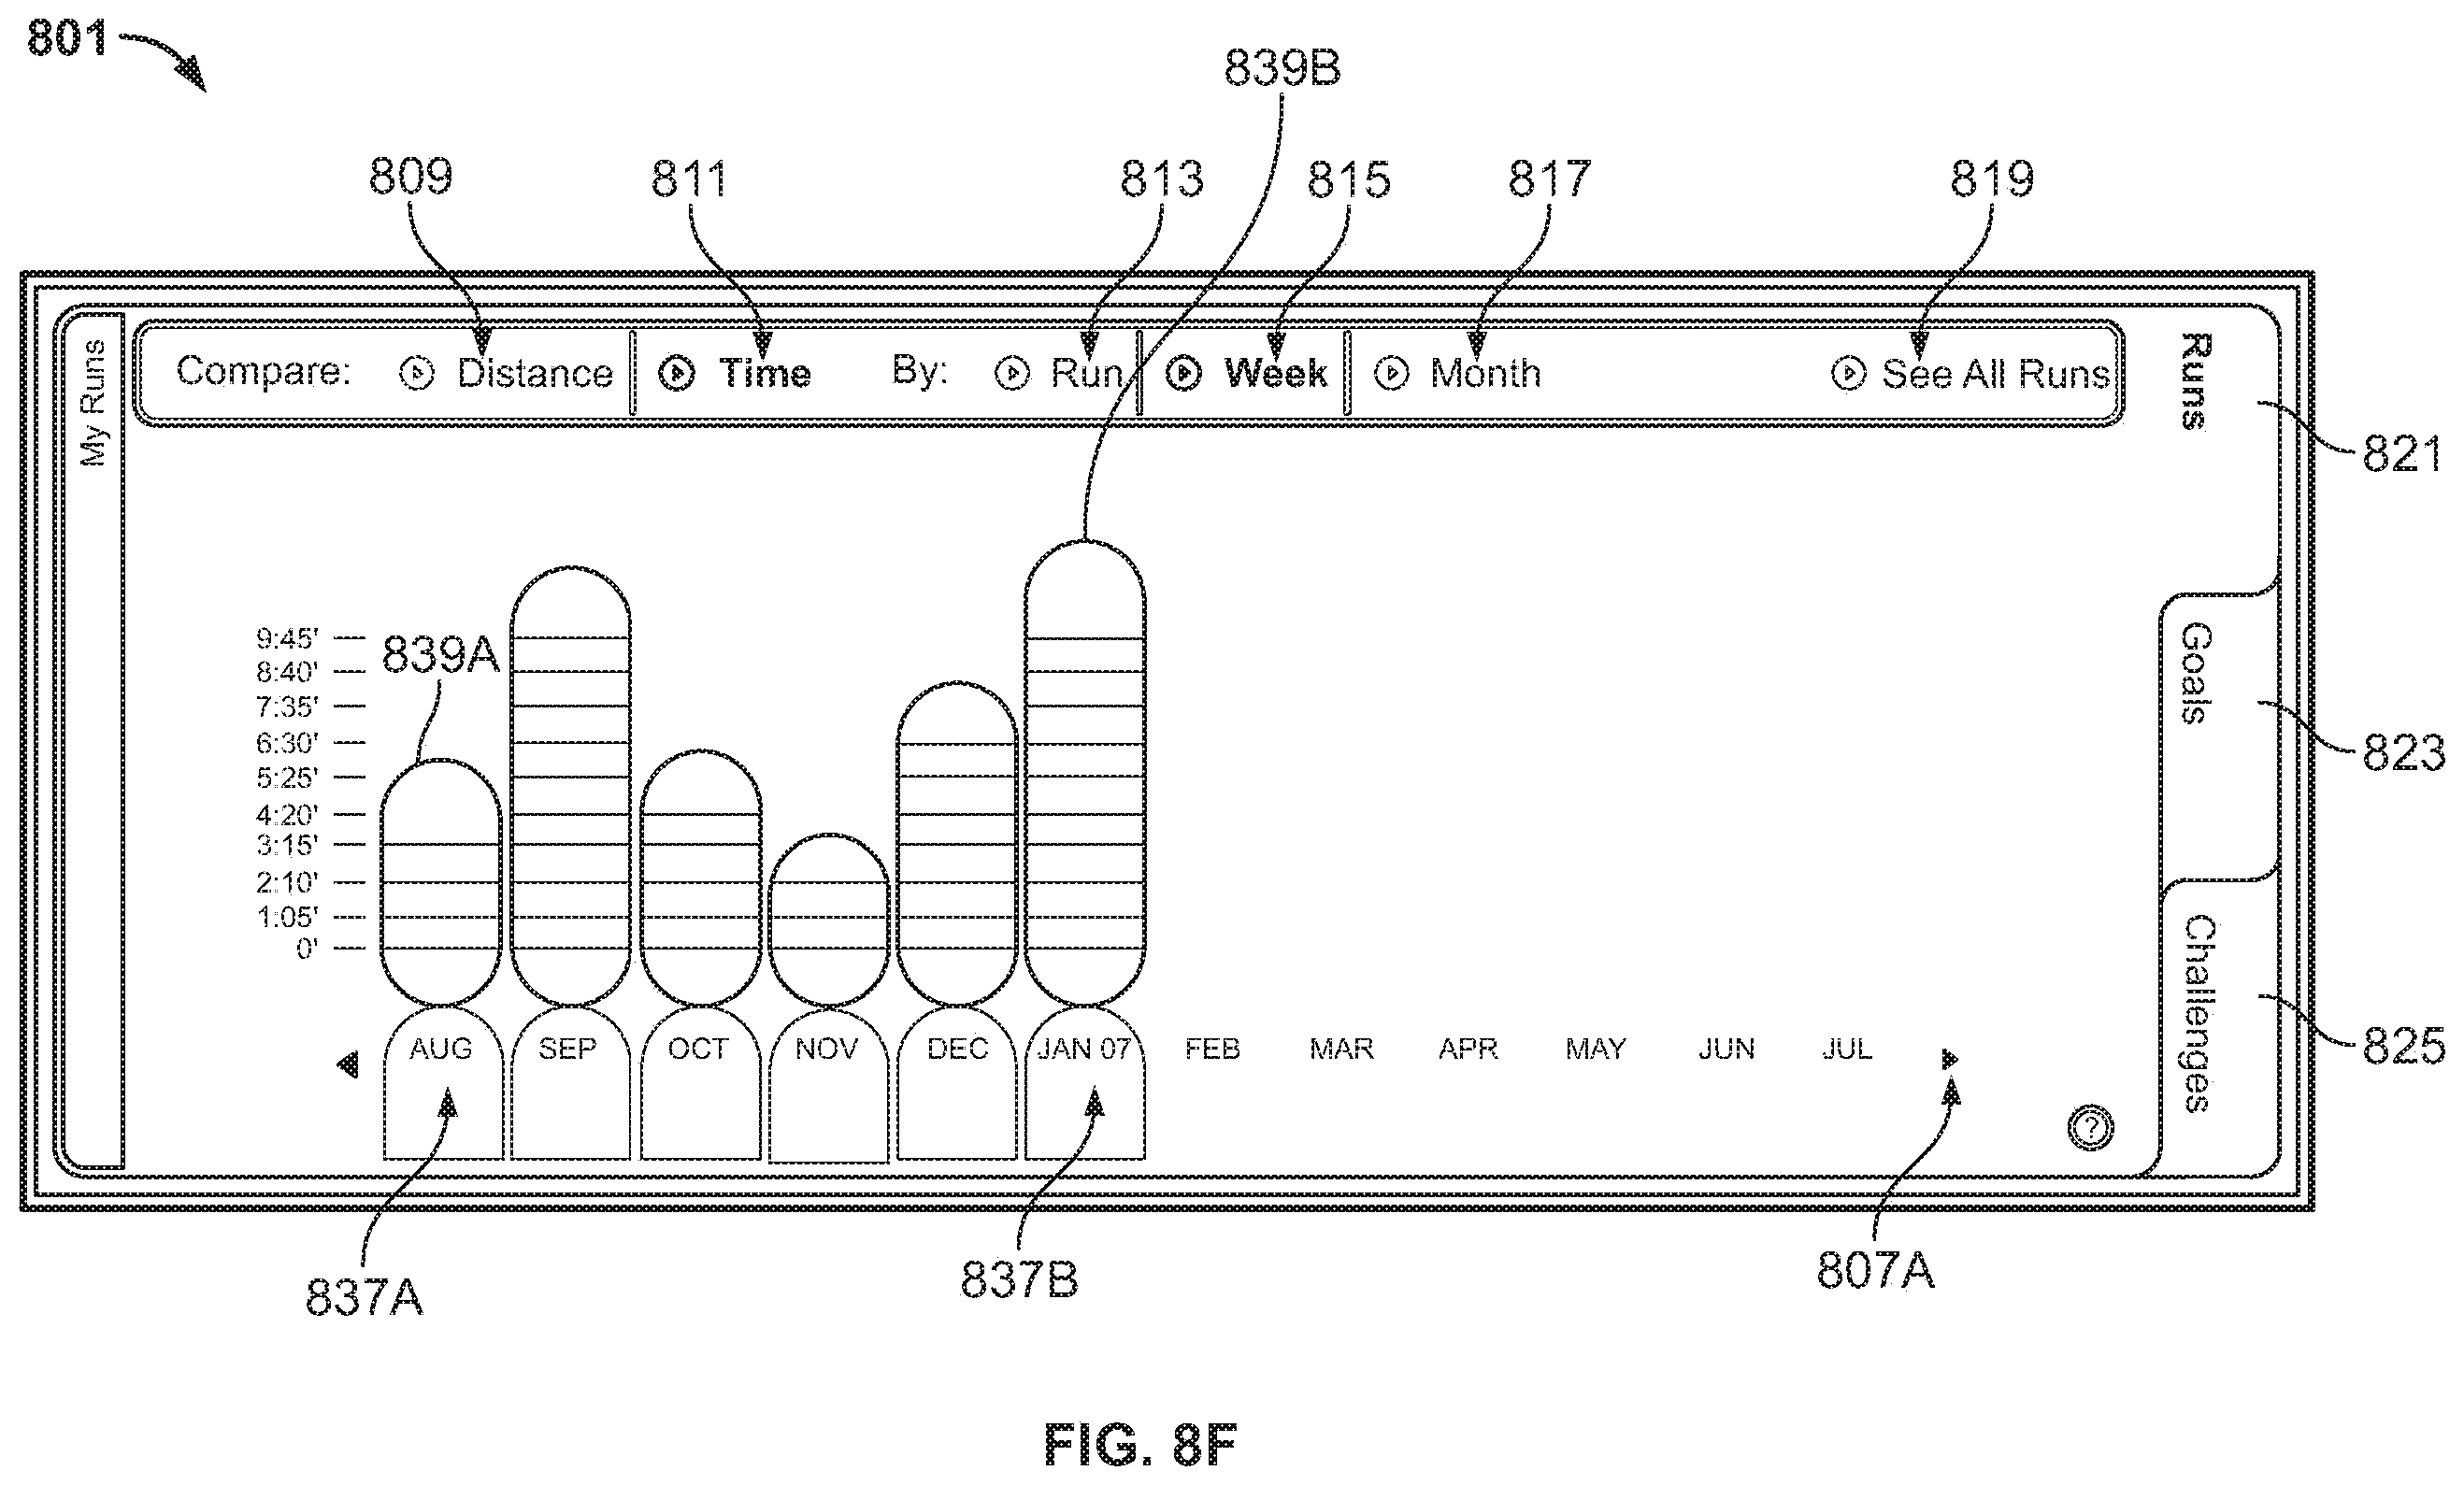 801
839B
809 811 813 815 817 819
My Runs
Compare: Distance Time By: Run Week Month See All Runs
Runs
821
Goals
823
Challenges
825
9:45'
8:40'
7:35'
6:30'
5:25'
4:20'
3:15'
2:10'
1:05'
0'
839A
AUG SEP OCT NOV DEC JAN 07 FEB MAR APR MAY JUN JUL
?
837A 837B 807A
FIG. 8F